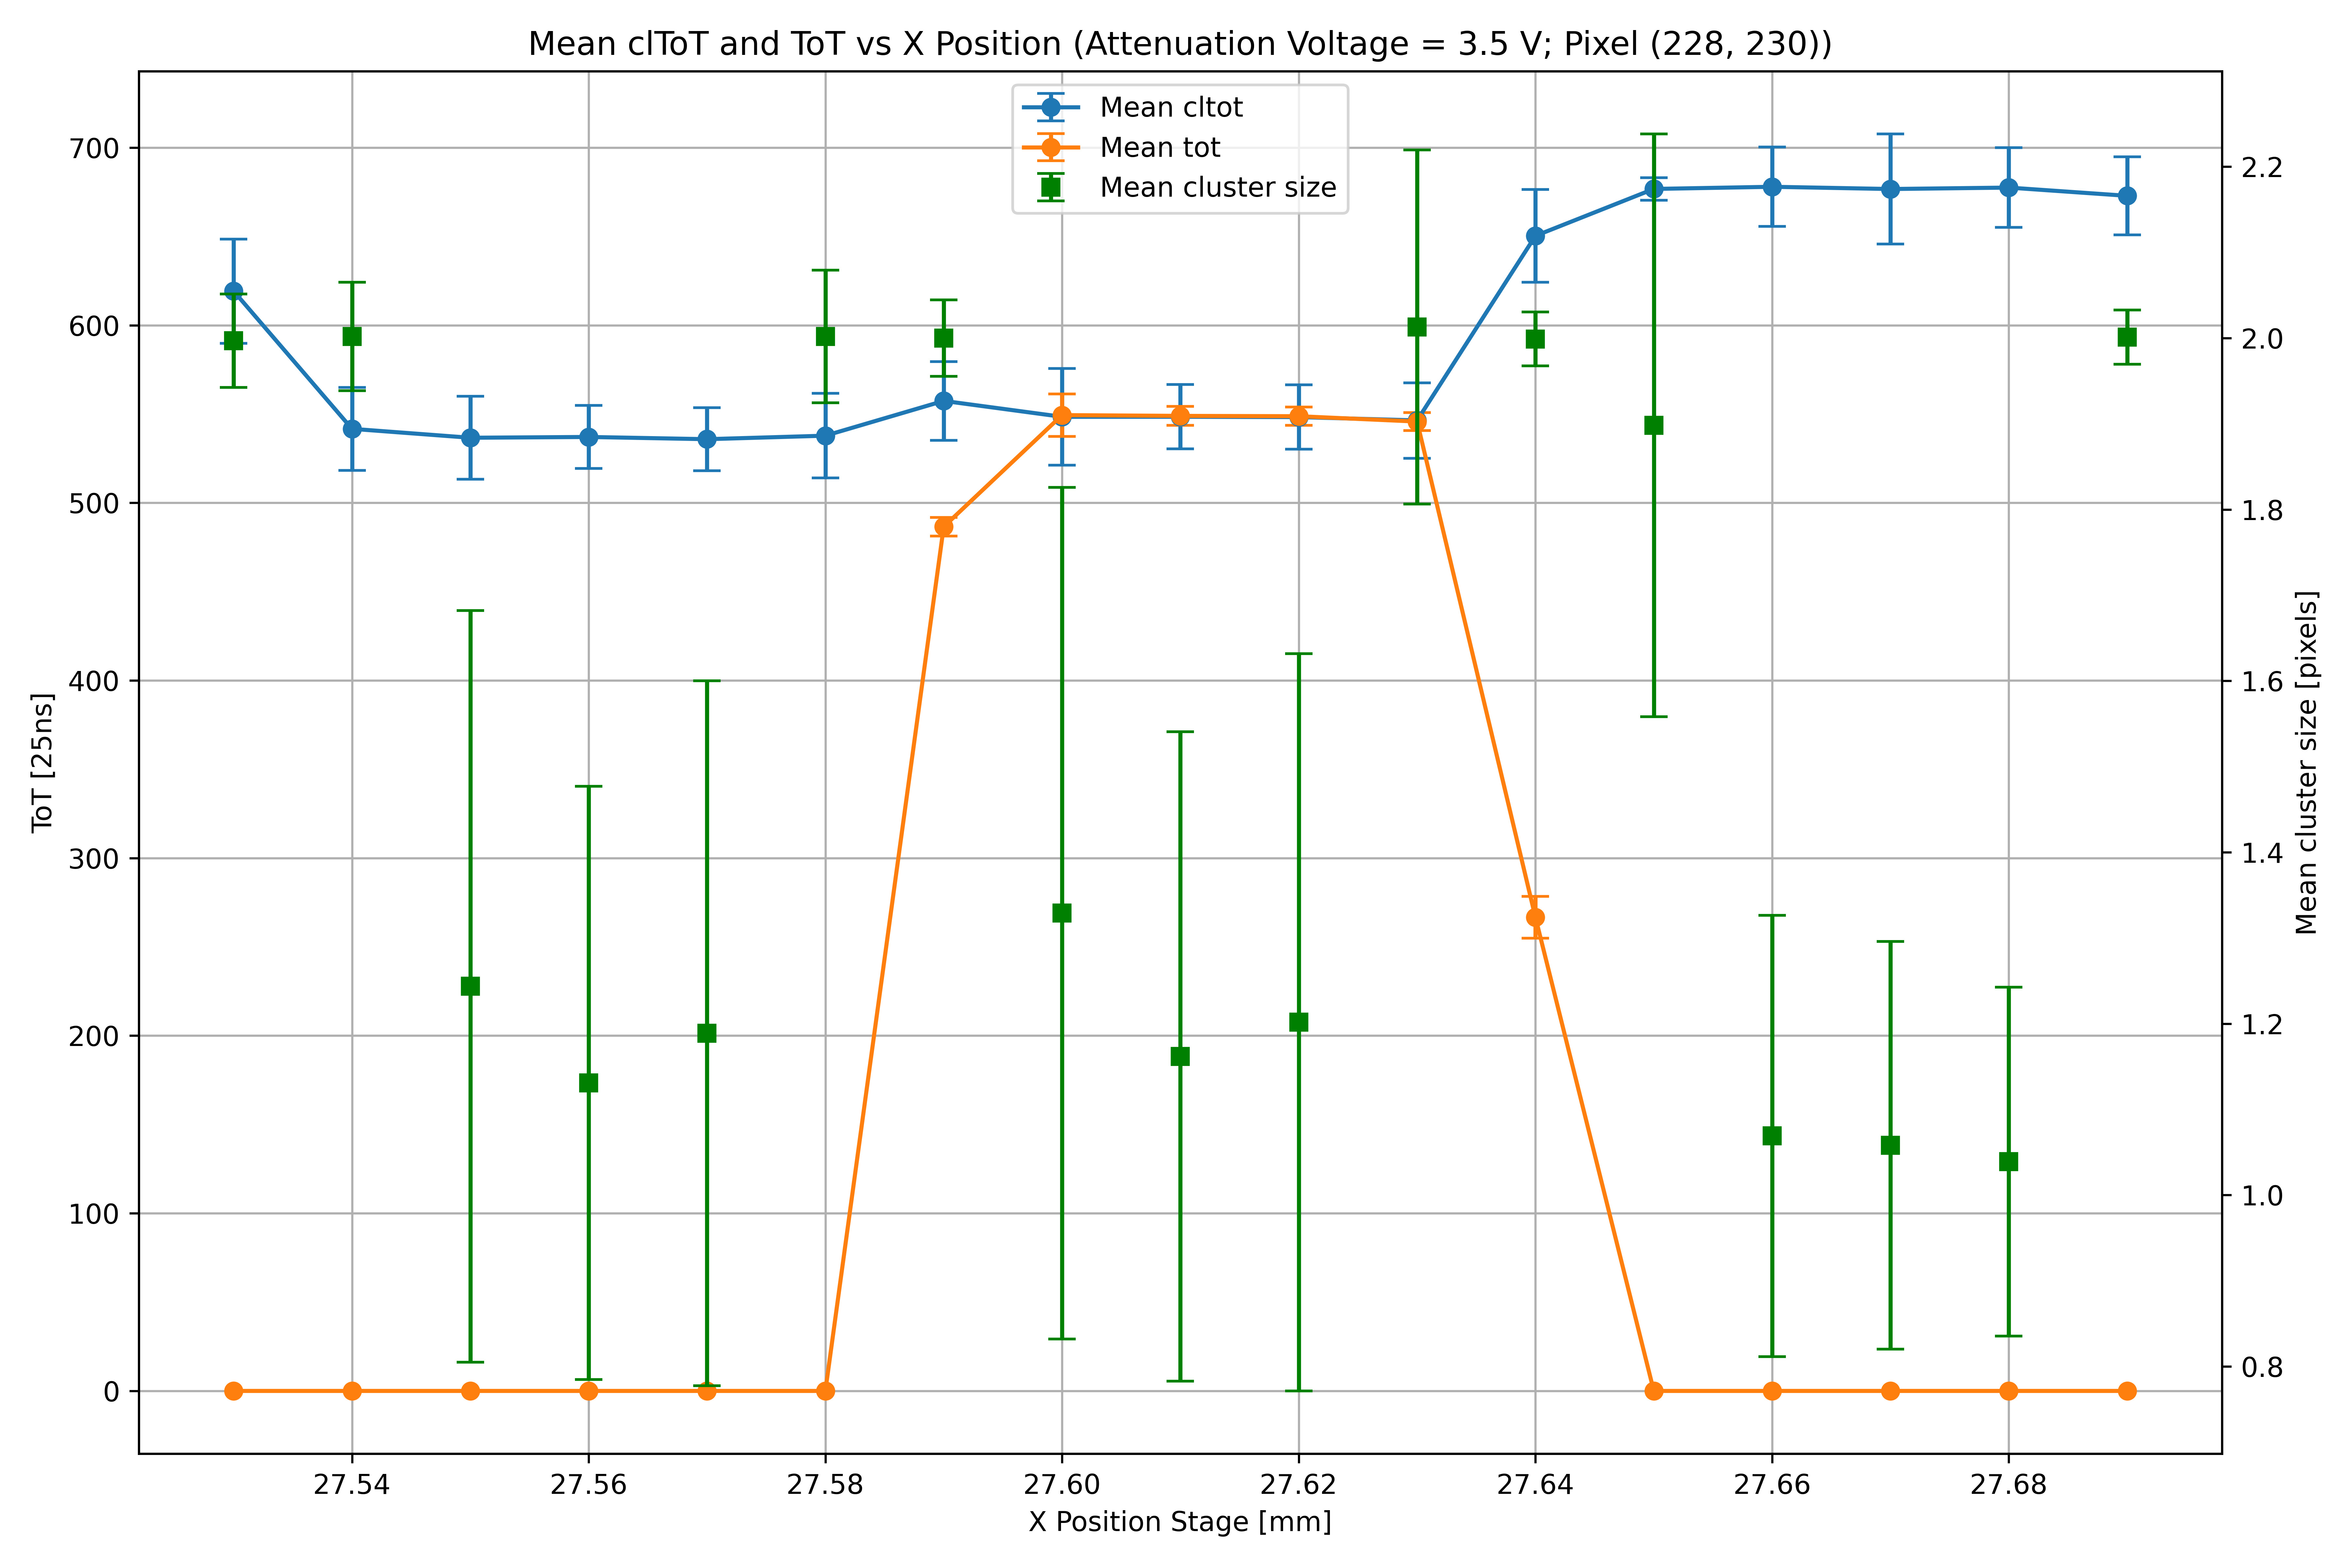 Mean clToT and ToT vs X Position (Attenuation Voltage = 3.5 V; Pixel (228, 230))
Mean cltot
Mean tot
Mean cluster size
700
600
500
400
300
200
100
0
ToT [25ns]
2.2
2.0
1.8
1.6
1.4
1.2
1.0
0.8
Mean cluster size [pixels]
27.54 27.56 27.58 27.60 27.62 27.64 27.66 27.68
X Position Stage [mm]